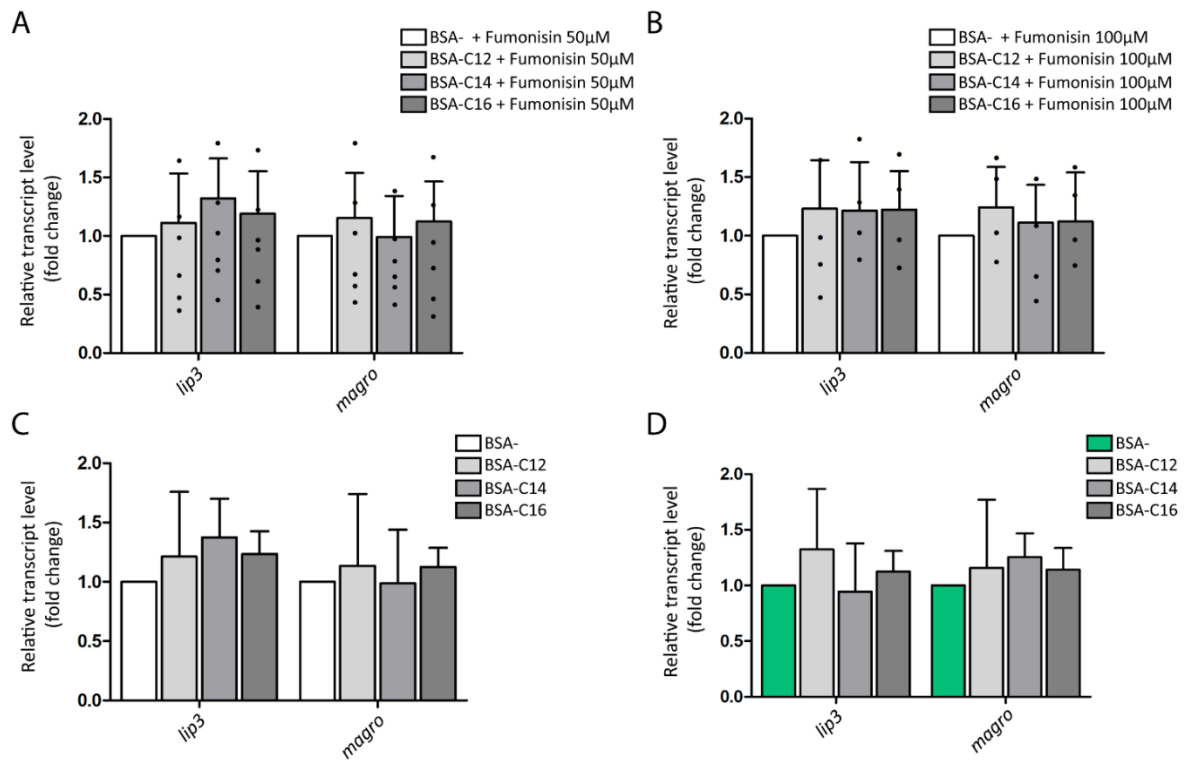 A
BSA- + Fumonisin 50µM
BSA-C12 + Fumonisin 50µM
BSA-C14 + Fumonisin 50µM
BSA-C16 + Fumonisin 50µM
Relative transcript level
(fold change)
2.0
1.5
1.0
0.5
0.0
lip3
magro
B
BSA- + Fumonisin 100µM
BSA-C12 + Fumonisin 100µM
BSA-C14 + Fumonisin 100µM
BSA-C16 + Fumonisin 100µM
Relative transcript level
(fold change)
2.0
1.5
1.0
0.5
0.0
lip3
magro
C
BSA-
BSA-C12
BSA-C14
BSA-C16
Relative transcript level
(fold change)
2.0
1.5
1.0
0.5
0.0
lip3
magro
D
BSA-
BSA-C12
BSA-C14
BSA-C16
Relative transcript level
(fold change)
2.0
1.5
1.0
0.5
0.0
lip3
magro